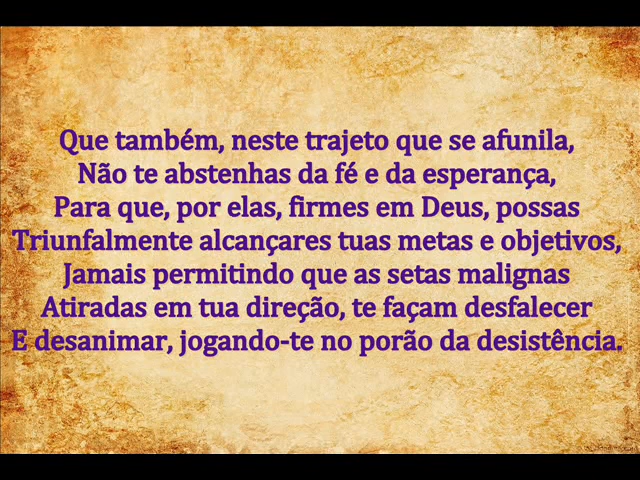 Que também, neste trajeto que se afunila,
Não te abstenhas da fé e da esperança,
Para que, por elas, firmes em Deus, possas
Triunfalmente alcançares tuas metas e objetivos,
Jamais permitindo que as setas malignas
Atiradas em tua direção, te façam desfalecer
E desanimar, jogando-te no porão da desistência.